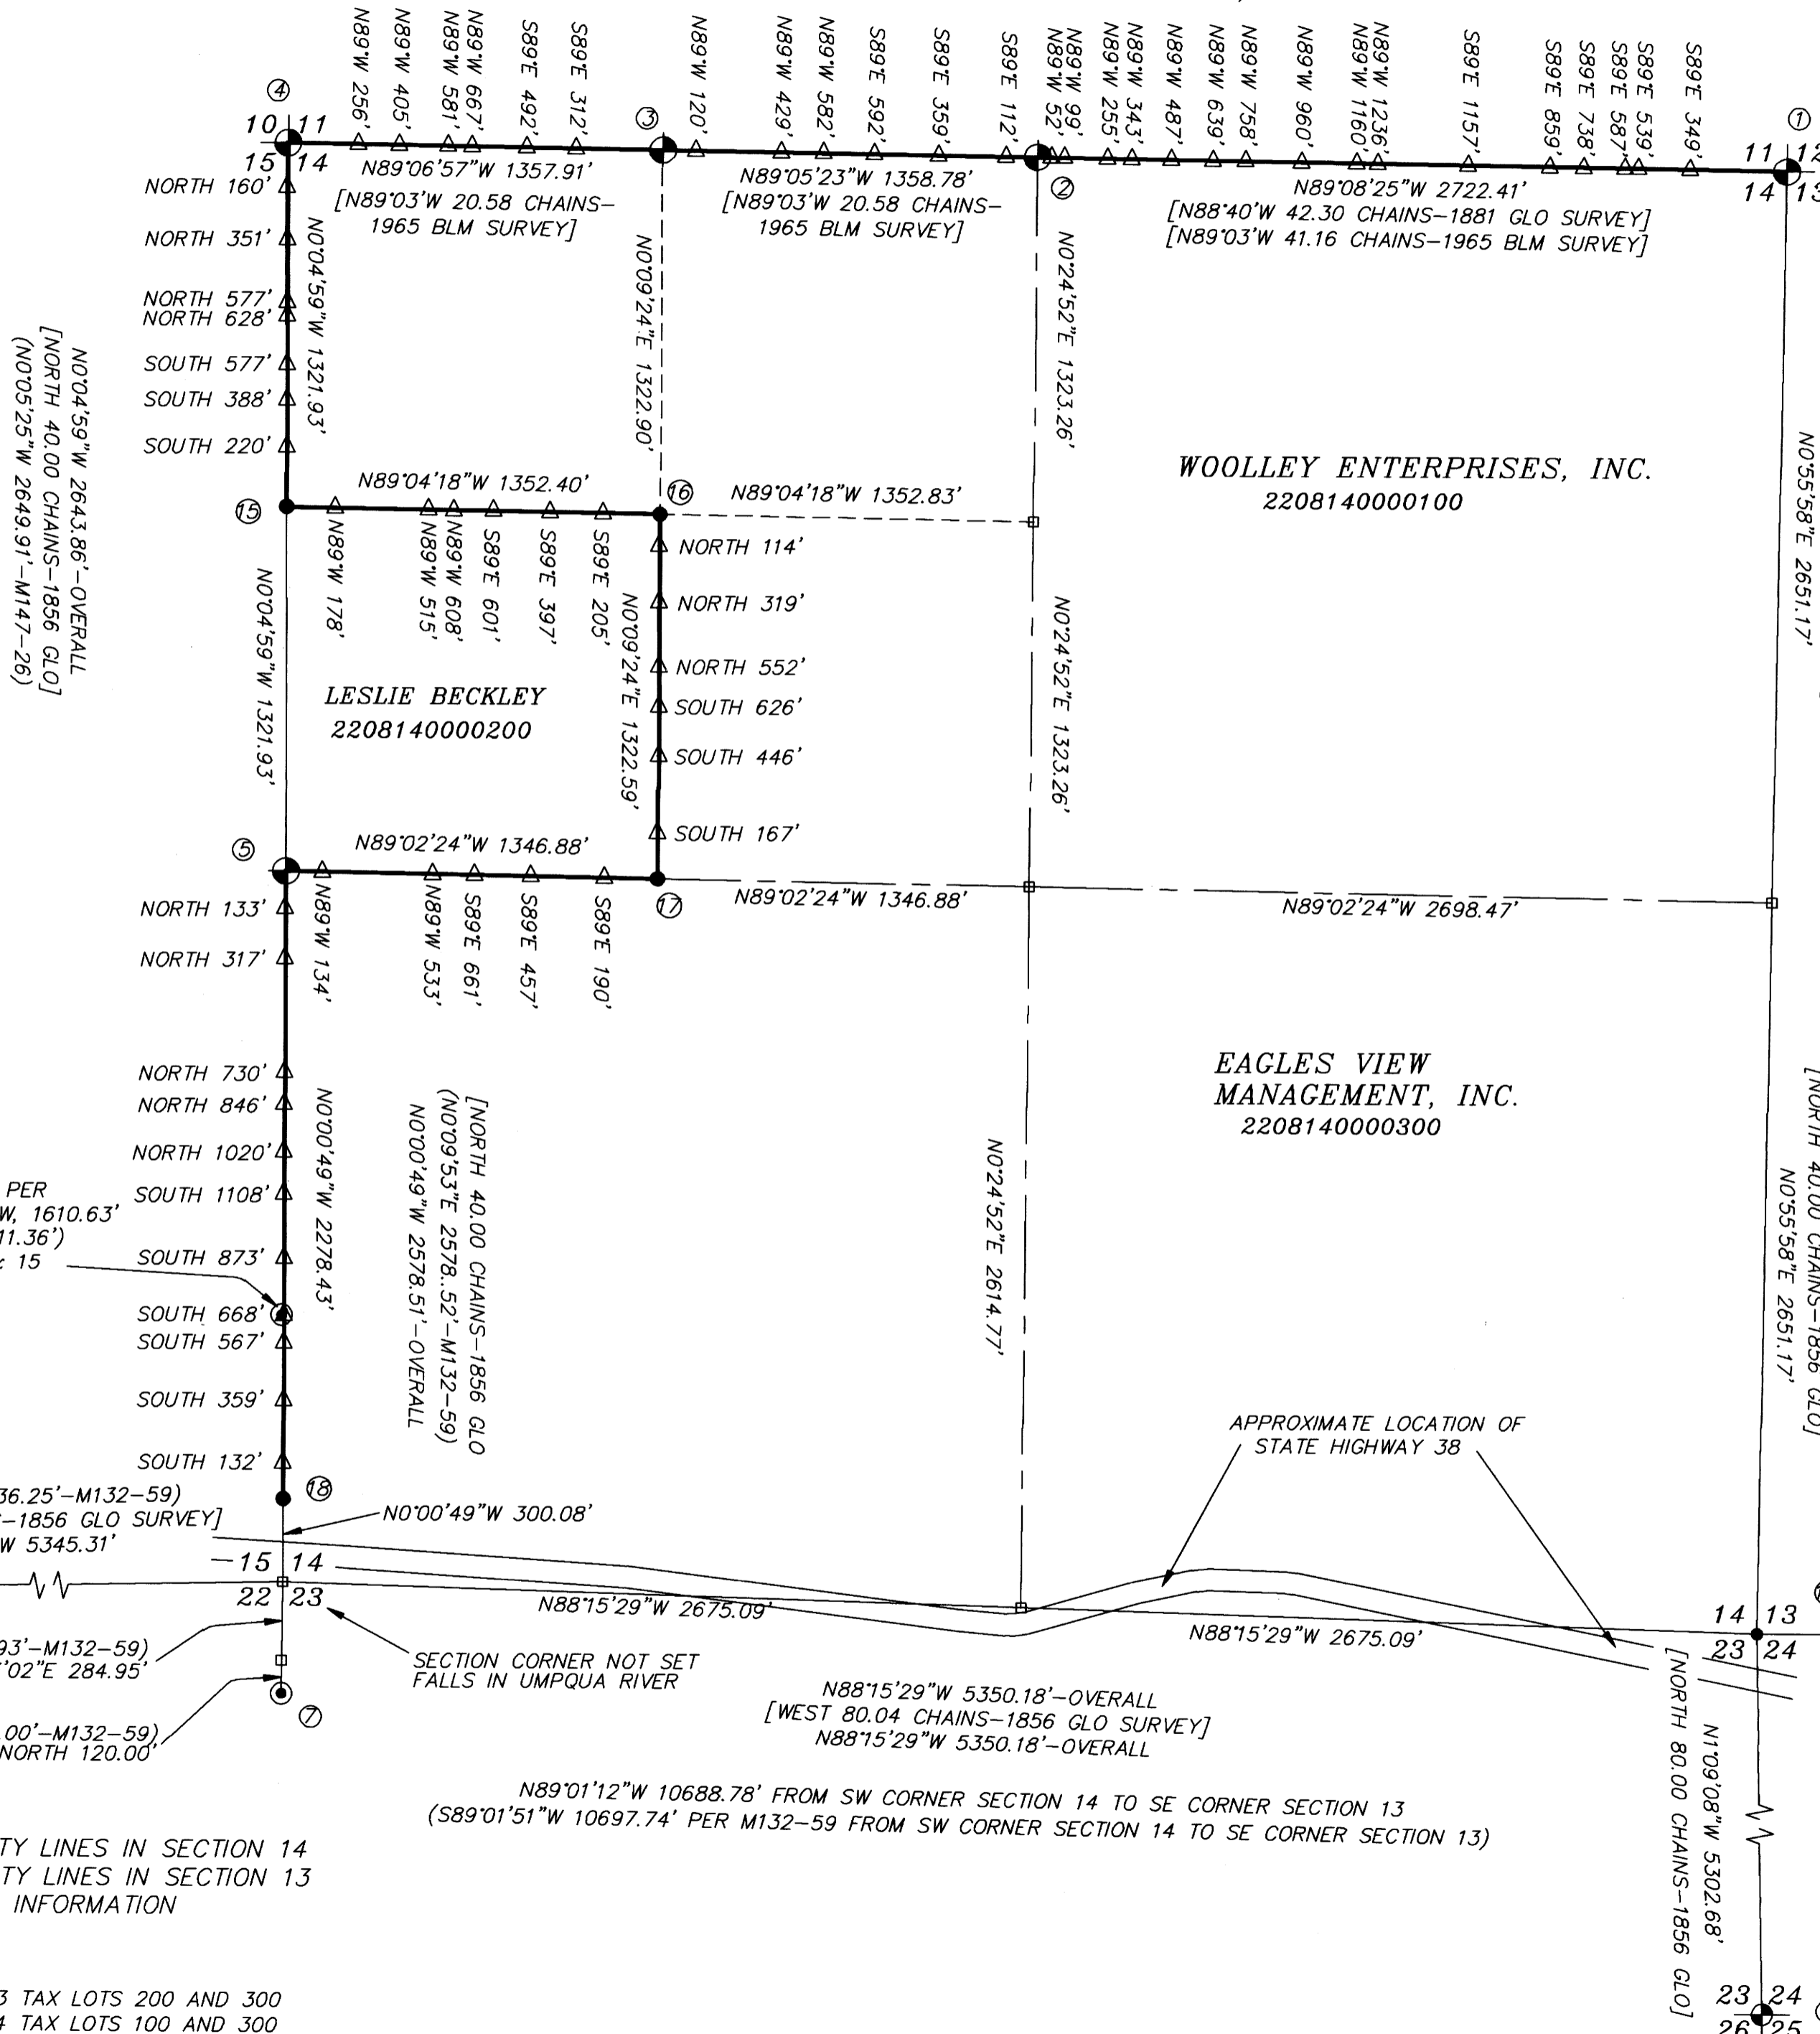 N89°W 256'
N89°W 405'
N89°W 581'
N89°W 667'
S89°E 492'
S89°E 312'
N89°W 120'
N89°W 429'
N89°W 582'
S89°E 592'
S89°E 359'
S89°E 112'
N89°W 52'
N89°W 99'
N89°W 255'
N89°W 343'
N89°W 487'
N89°W 639'
N89°W 758'
N89°W 960'
N89°W 1160'
N89°W 1236'
S89°E 1157'
S89°E 859'
S89°E 738'
S89°E 587'
S89°E 539'
S89°E 349'
4
3
2
1
10 11
15 14
11 12
14 13
N89°06'57"W 1357.91'
[N89°03'W 20.58 CHAINS-
1965 BLM SURVEY]
N89°05'23"W 1358.78'
[N89°03'W 20.58 CHAINS-
1965 BLM SURVEY]
N89°08'25"W 2722.41'
[N88°40'W 42.30 CHAINS-1881 GLO SURVEY]
[N89°03'W 41.16 CHAINS-1965 BLM SURVEY]
NORTH 160'
NORTH 351'
NORTH 577'
NORTH 628'
SOUTH 577'
SOUTH 388'
SOUTH 220'
N0°04'59"W 1321.93'
N0°09'24"E 1322.90'
N0°24'52"E 1323.26'
N0°04'59"W 2643.86'-OVERALL
[NORTH 40.00 CHAINS-1856 GLO]
(N0°05'25"W 2649.91'-M147-26)
WOOLLEY ENTERPRISES, INC.
2208140000100
N0°55'58"E 2651.17'
15
N89°04'18"W 1352.40'
16
N89°04'18"W 1352.83'
N89°W 178'
N89°W 515'
N89°W 608'
S89°E 601'
S89°E 397'
S89°E 205'
NORTH 114'
NORTH 319'
NORTH 552'
SOUTH 626'
SOUTH 446'
SOUTH 167'
N0°04'59"W 1321.93'
N0°09'24"E 1322.59'
N0°24'52"E 1323.26'
LESLIE BECKLEY
2208140000200
5
N89°02'24"W 1346.88'
17
N89°02'24"W 1346.88'
N89°02'24"W 2698.47'
N89°W 134'
N89°W 533'
S89°E 661'
S89°E 457'
S89°E 190'
NORTH 133'
NORTH 317'
NORTH 730'
NORTH 846'
NORTH 1020'
SOUTH 1108'
SOUTH 873'
SOUTH 668'
SOUTH 567'
SOUTH 359'
SOUTH 132'
PER
W, 1610.63'
11.36')
15
N0°00'49"W 2278.43'
[NORTH 40.00 CHAINS-1856 GLO
(N0°09'53"E 2578..52'-M132-59)
N0°00'49"W 2578.51'-OVERALL
EAGLES VIEW
MANAGEMENT, INC.
2208140000300
N0°24'52"E 2614.77'
[NORTH 40.00 CHAINS-1856 GLO]
N0°55'58"E 2651.17'
APPROXIMATE LOCATION OF
STATE HIGHWAY 38
18
36.25'-M132-59)
-1856 GLO SURVEY]
W 5345.31'
N0°00'49"W 300.08'
15 14
22 23
N88°15'29"W 2675.09'
N88°15'29"W 2675.09'
14 13
23 24
93'-M132-59)
'02"E 284.95'
SECTION CORNER NOT SET
FALLS IN UMPQUA RIVER
7
.00'-M132-59)
NORTH 120.00'
N88°15'29"W 5350.18'-OVERALL
[WEST 80.04 CHAINS-1856 GLO SURVEY]
N88°15'29"W 5350.18'-OVERALL
N89°01'12"W 10688.78' FROM SW CORNER SECTION 14 TO SE CORNER SECTION 13
(S89°01'51"W 10697.74' PER M132-59 FROM SW CORNER SECTION 14 TO SE CORNER SECTION 13)
N1°09'08"W 5302.68'
[NORTH 80.00 CHAINS-1856 GLO]
TY LINES IN SECTION 14
TY LINES IN SECTION 13
INFORMATION
3 TAX LOTS 200 AND 300
4 TAX LOTS 100 AND 300
23 24
26 25